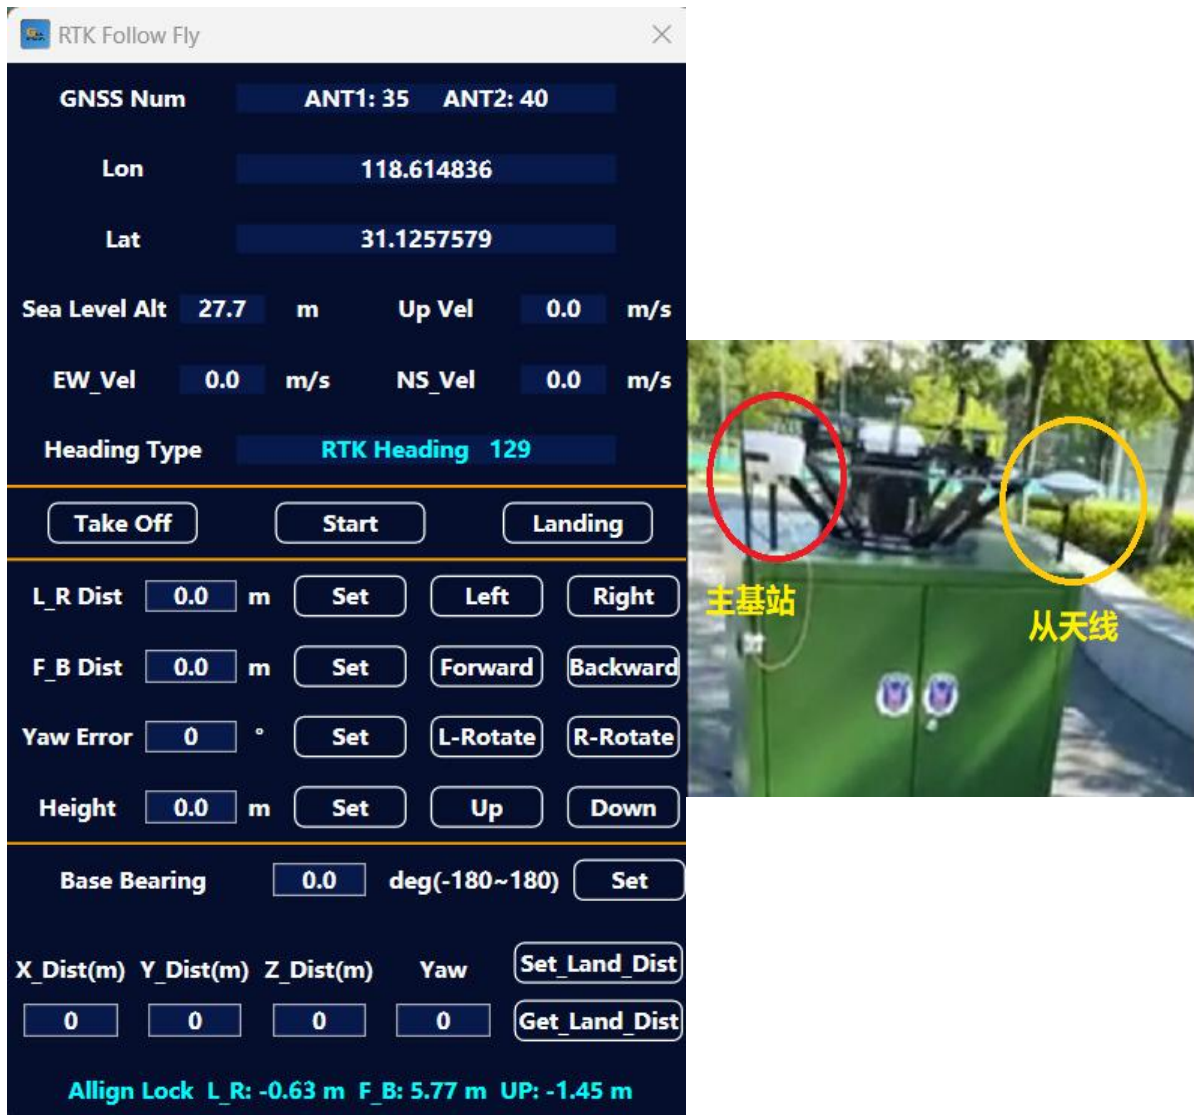 RTK Follow Fly
GNSS Num ANT1: 35 ANT2: 40
Lon 118.614836
Lat 31.1257579
Sea Level Alt 27.7 m Up Vel 0.0 m/s
EW_Vel 0.0 m/s NS_Vel 0.0 m/s
Heading Type RTK Heading 129
Take Off Start Landing
L_R Dist 0.0 m Set Left Right
F_B Dist 0.0 m Set Forward Backward
Yaw Error 0 ° Set L-Rotate R-Rotate
Height 0.0 m Set Up Down
Base Bearing 0.0 deg(-180~180) Set
X_Dist(m) Y_Dist(m) Z_Dist(m) Yaw Set_Land_Dist
0 0 0 0 Get_Land_Dist
Allign Lock L_R: -0.63 m F_B: 5.77 m UP: -1.45 m
主基站
从天线